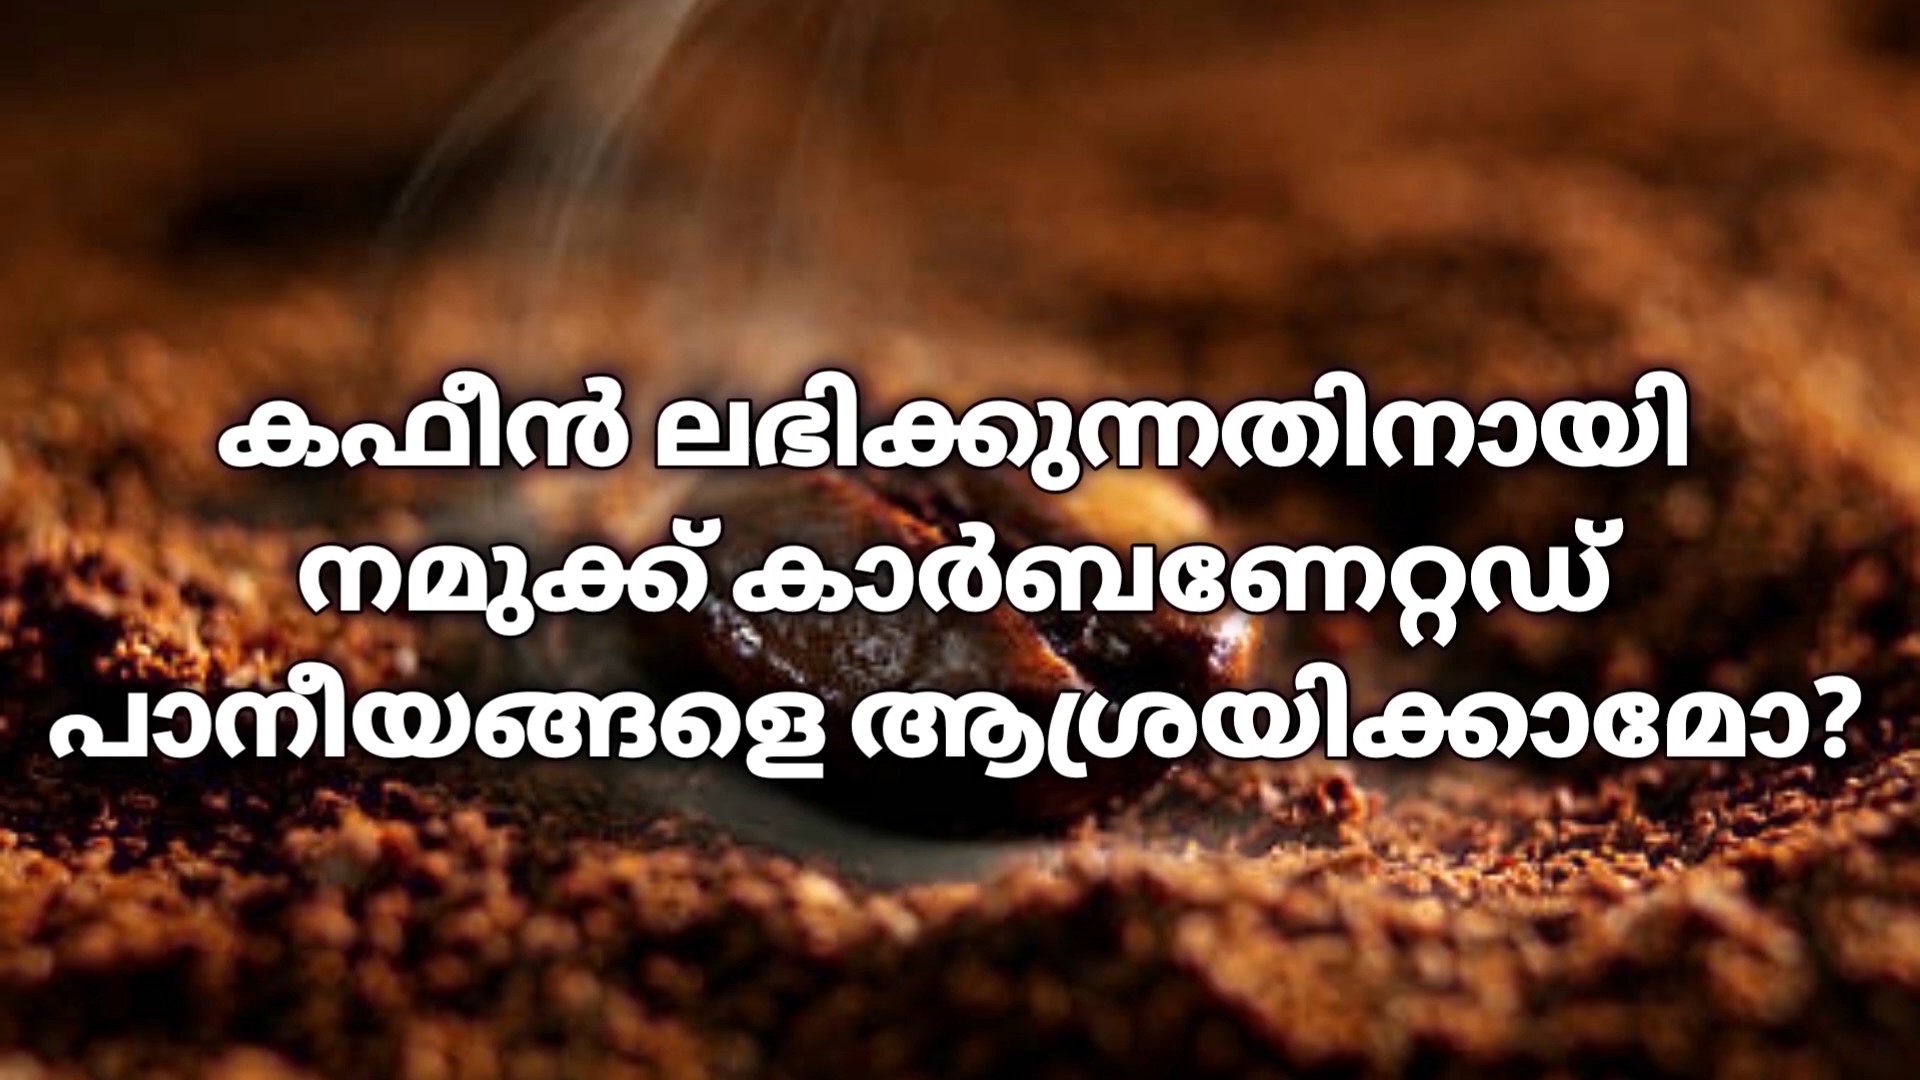 കഫീൻ ലഭിക്കുന്നതിനായി
നമുക്ക് കാർബണേറ്റഡ്
പാനീയങ്ങളെ ആശ്രയിക്കാമോ?